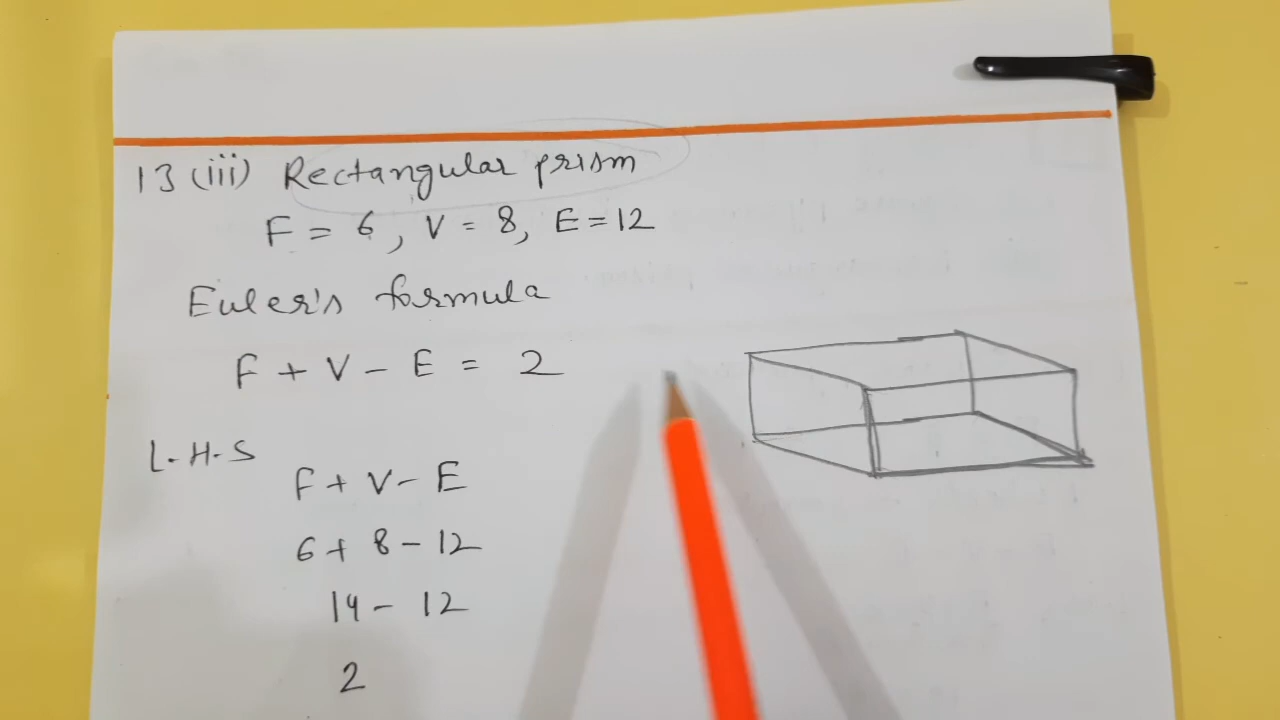 13 (iii) Rectangular prism
F = 6, V = 8, E = 12
Euler's formula
F + V - E = 2
L.H.S
F + V - E
6 + 8 - 12
14 - 12
2